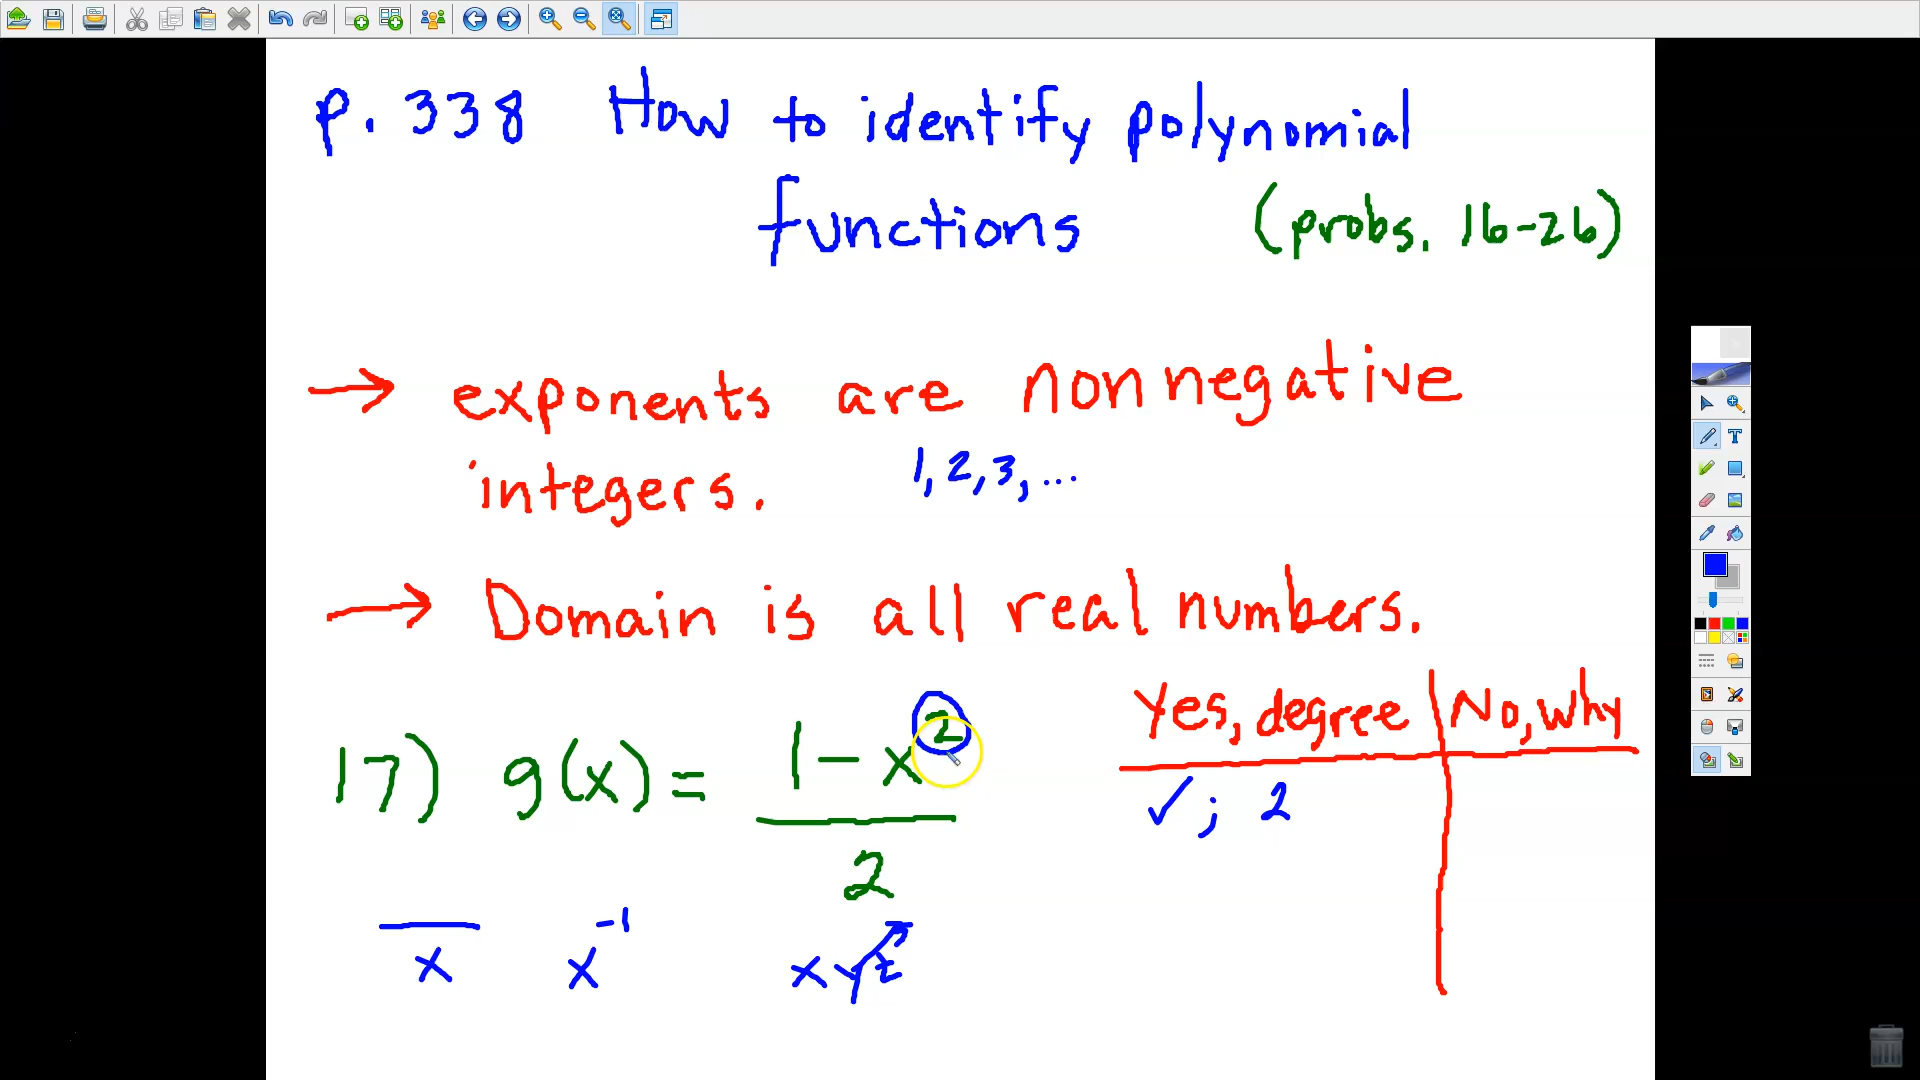 p. 338 How to identify polynomial
functions (probs. 16-26)
→ exponents are nonnegative
integers. 1, 2, 3, ...
→ Domain is all real numbers.
Yes, degree | No, why
17) g(x) = (1 - x²)/2
✓; 2
x x⁻¹ x y z
T